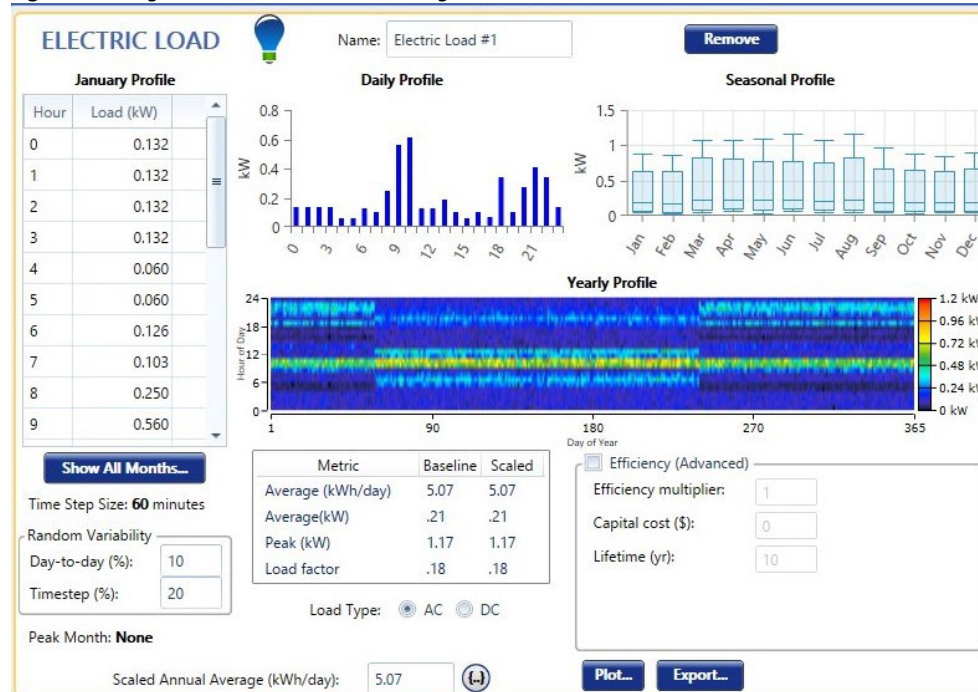 ELECTRIC LOAD
Name: Electric Load #1
Remove
January Profile
Hour Load (kW)
0 0.132
1 0.132
2 0.132
3 0.132
4 0.060
5 0.060
6 0.126
7 0.103
8 0.250
9 0.560
Show All Months...
Time Step Size: 60 minutes
Random Variability
Day-to-day (%): 10
Timestep (%): 20
Peak Month: None
Daily Profile
kW
0.8
0.6
0.4
0.2
0
0 3 6 9 12 15 18 21
Seasonal Profile
kW
1.5
1
0.5
0
Jan Feb Mar Apr May Jun Jul Aug Sep Oct Nov Dec
Yearly Profile
Hour of Day
24
18
12
6
0
1 90 180 270 365
Day of Year
1.2 kW
0.96 kW
0.72 kW
0.48 kW
0.24 kW
0 kW
Metric Baseline Scaled
Average (kWh/day) 5.07 5.07
Average(kW) .21 .21
Peak (kW) 1.17 1.17
Load factor .18 .18
Load Type: AC DC
Efficiency (Advanced)
Efficiency multiplier: 1
Capital cost ($): 0
Lifetime (yr): 10
Scaled Annual Average (kWh/day): 5.07 {..}
Plot... Export...